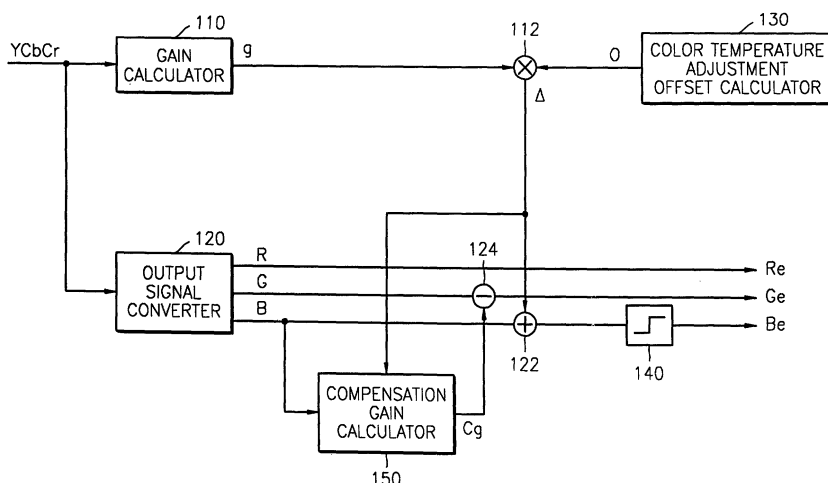 110
112
130
YCbCr
GAIN
CALCULATOR
g
O
COLOR TEMPERATURE
ADJUSTMENT
OFFSET CALCULATOR
Δ
120
124
OUTPUT
SIGNAL
CONVERTER
R
Re
G
Ge
B
Be
122
140
COMPENSATION
GAIN
CALCULATOR
Cg
150